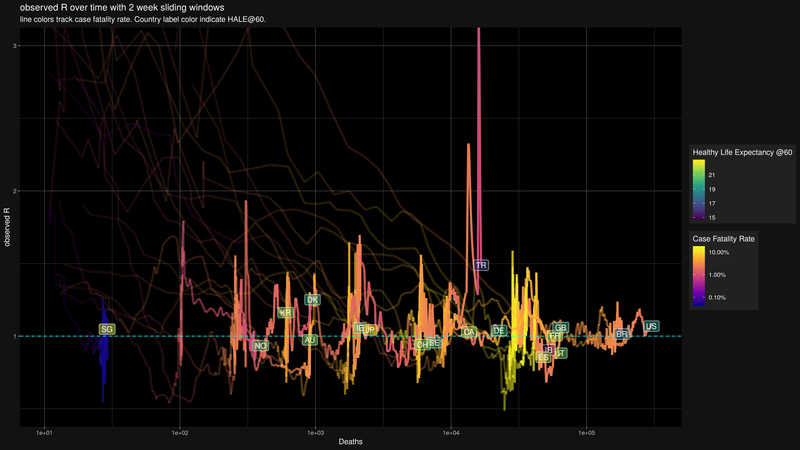 observed R over time with 2 week sliding windows
line colors track case fatality rate. Country label color indicate HALE@60.
3
2
1
observed R
SG
NO
KR
DK
AU
IE
JP
CH
SE
CA
TR
DE
GB
FR
IT
ES
BR
US
1e+01
1e+02
1e+03
1e+04
1e+05
Deaths
Healthy Life Expectancy @60
21
19
17
15
Case Fatality Rate
10.00%
1.00%
0.10%